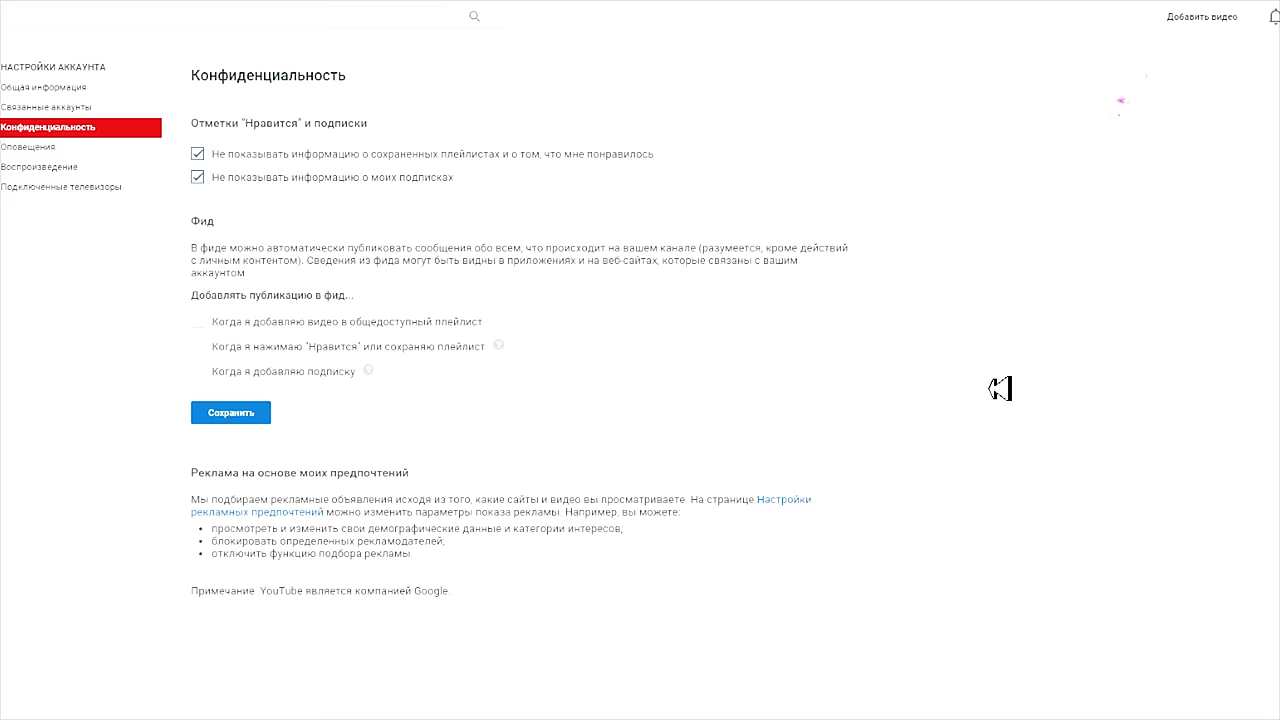 Добавить видео
НАСТРОЙКИ АККАУНТА
Общая информация
Связанные аккаунты
Конфиденциальность
Оповещения
Воспроизведение
Подключенные телевизоры
Конфиденциальность
Отметки "Нравится" и подписки
Не показывать информацию о сохраненных плейлистах и о том, что мне понравилось
Не показывать информацию о моих подписках
Фид
В фиде можно автоматически публиковать сообщения обо всем, что происходит на вашем канале (разумеется, кроме действий
с личным контентом). Сведения из фида могут быть видны в приложениях и на веб-сайтах, которые связаны с вашим
аккаунтом
Добавлять публикацию в фид...
Когда я добавляю видео в общедоступный плейлист
Когда я нажимаю "Нравится" или сохраняю плейлист ?
Когда я добавляю подписку ?
Сохранить
Реклама на основе моих предпочтений
Мы подбираем рекламные объявления исходя из того, какие сайты и видео вы просматриваете. На странице Настройки
рекламных предпочтений можно изменить параметры показа рекламы. Например, вы можете:
• просмотреть и изменить свои демографические данные и категории интересов;
• блокировать определенных рекламодателей;
• отключить функцию подбора рекламы
Примечание YouTube является компанией Google.